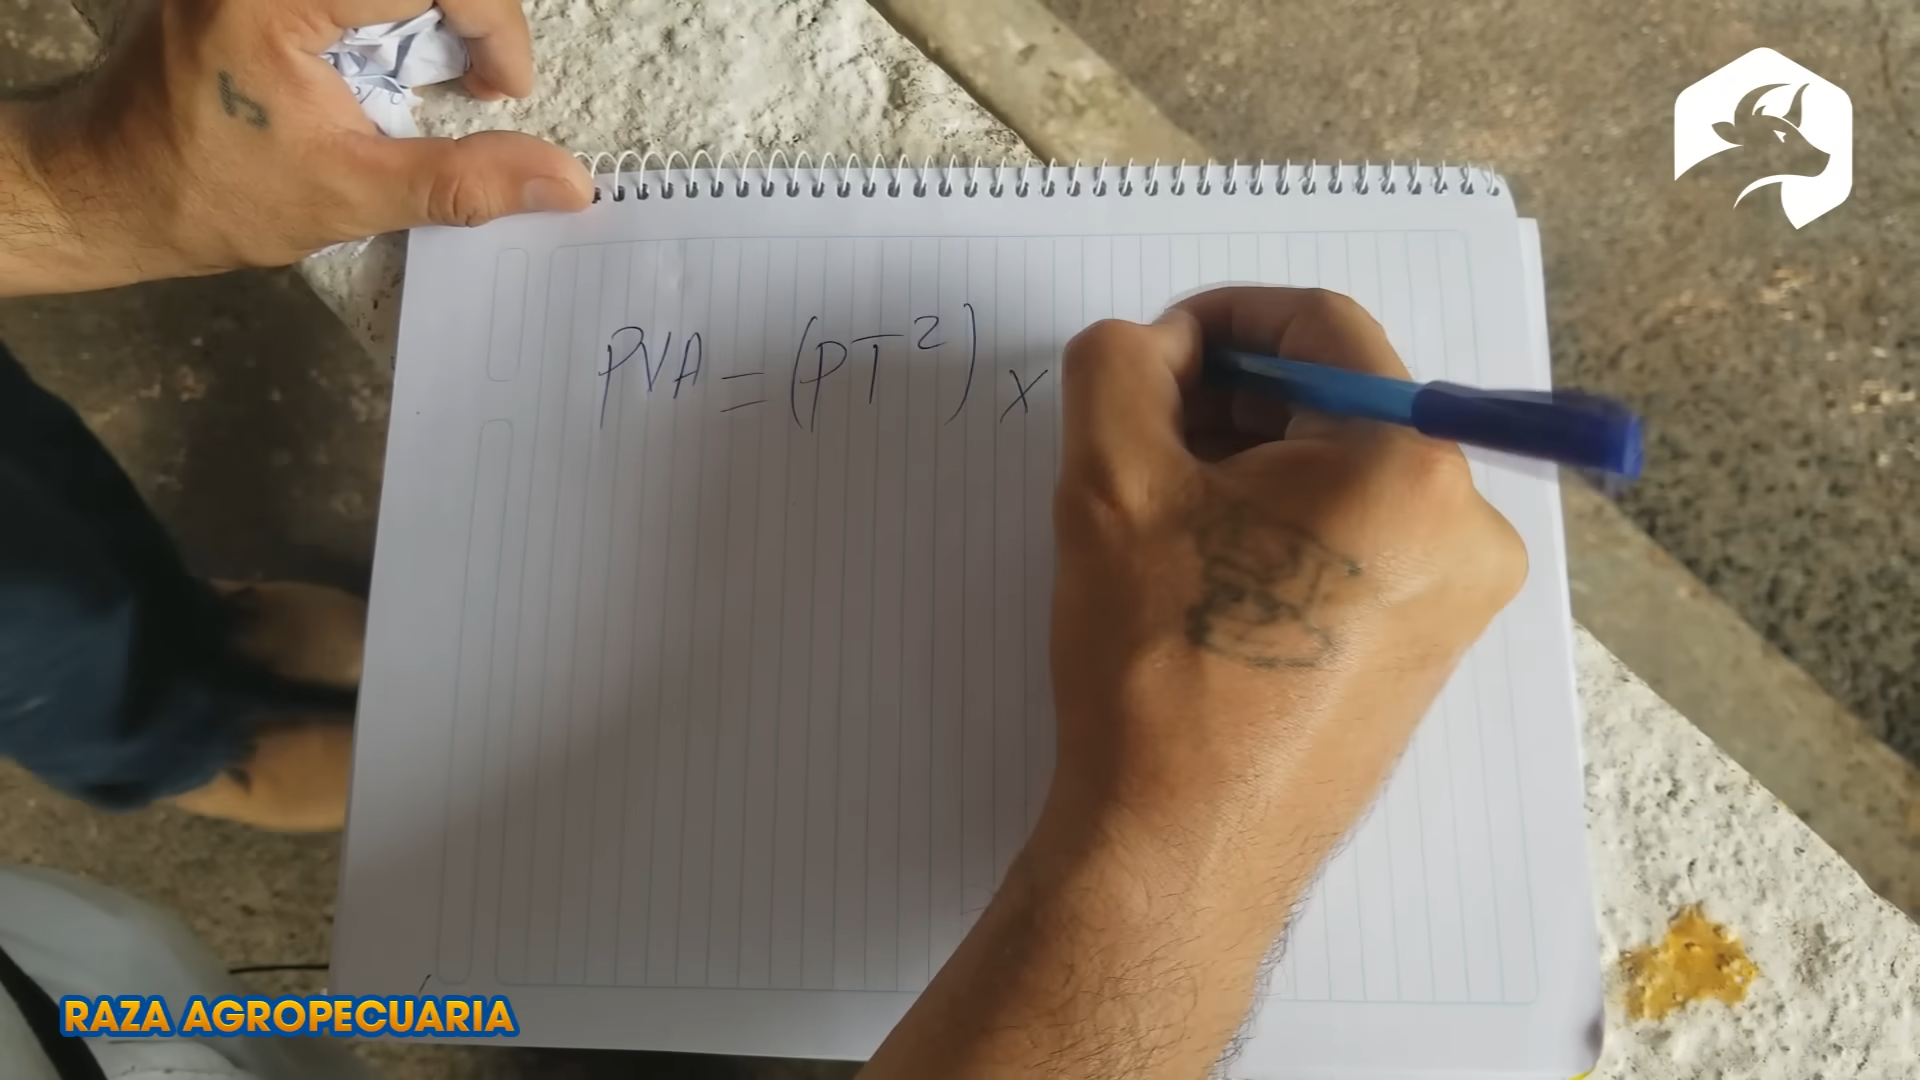 PVA = (PT²) x
RAZA AGROPECUARIA